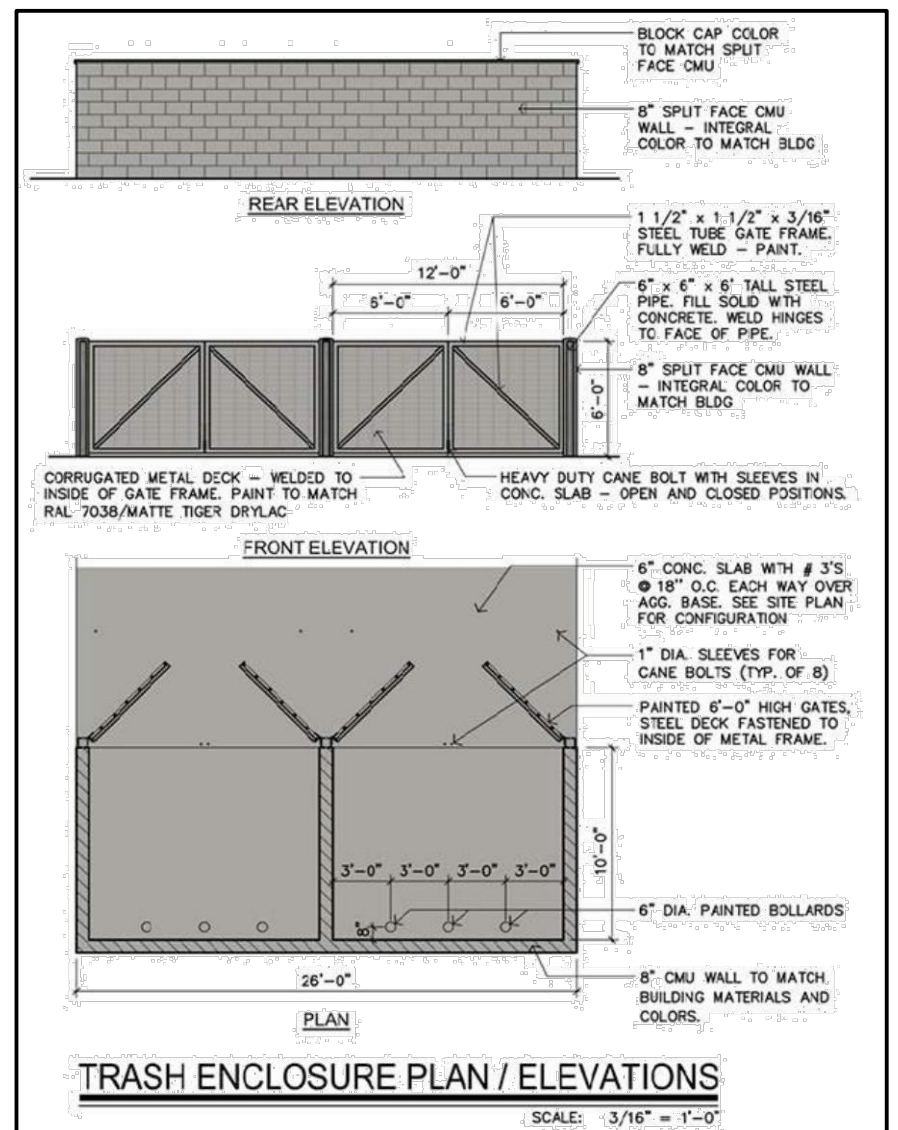 BLOCK CAP COLOR
TO MATCH SPLIT
FACE CMU
8" SPLIT FACE CMU
WALL – INTEGRAL
COLOR TO MATCH BLDG
REAR ELEVATION
1 1/2" x 1 1/2" x 3/16"
STEEL TUBE GATE FRAME.
FULLY WELD – PAINT.
12'-0"
6'-0" 6'-0"
6" x 6" x 6' TALL STEEL
PIPE. FILL SOLID WITH
CONCRETE. WELD HINGES
TO FACE OF PIPE.
8" SPLIT FACE CMU WALL
– INTEGRAL COLOR TO
MATCH BLDG
6'-0"
CORRUGATED METAL DECK – WELDED TO
INSIDE OF GATE FRAME. PAINT TO MATCH
RAL 7038/MATTE TIGER DRYLAC
HEAVY DUTY CANE BOLT WITH SLEEVES IN
CONC. SLAB – OPEN AND CLOSED POSITIONS.
FRONT ELEVATION
6" CONC. SLAB WITH # 3'S
@ 18" O.C. EACH WAY OVER
AGG. BASE. SEE SITE PLAN
FOR CONFIGURATION
1" DIA. SLEEVES FOR
CANE BOLTS (TYP. OF 8)
PAINTED 6'-0" HIGH GATES,
STEEL DECK FASTENED TO
INSIDE OF METAL FRAME.
10'-0"
3'-0" 3'-0" 3'-0" 3'-0"
8"
6" DIA. PAINTED BOLLARDS
26'-0"
8" CMU WALL TO MATCH
BUILDING MATERIALS AND
COLORS.
PLAN
TRASH ENCLOSURE PLAN / ELEVATIONS
SCALE: 3/16" = 1'-0"